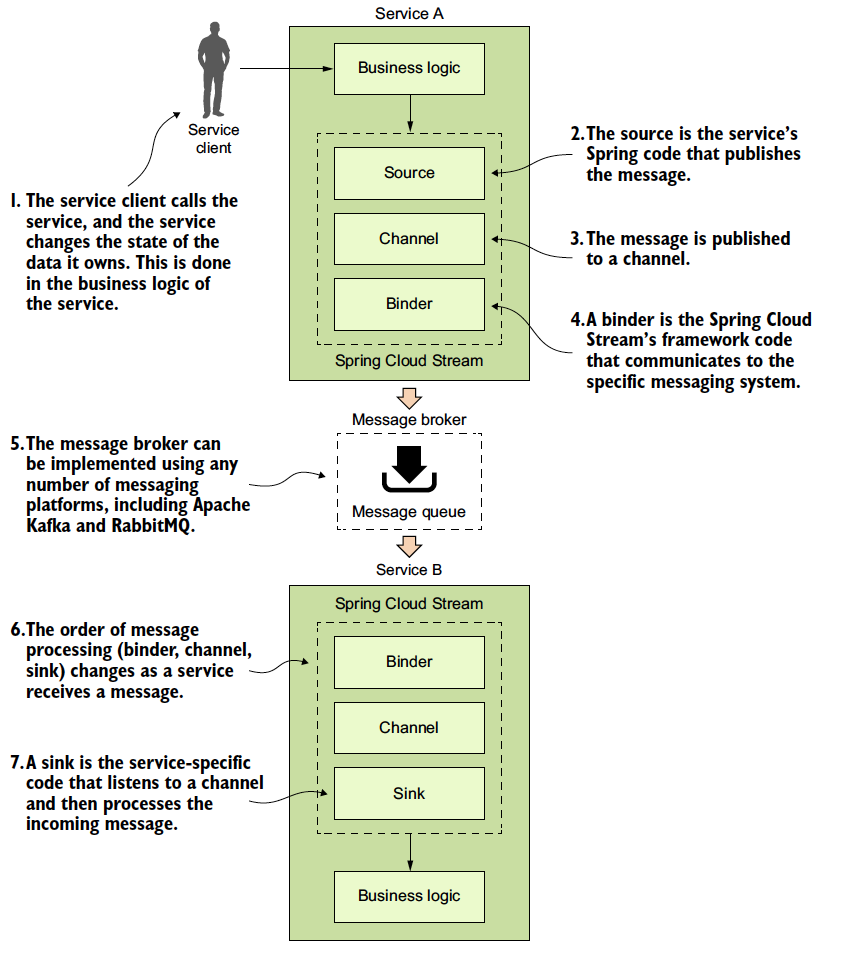 Service A
Business logic
Service
client
1. The service client calls the
service, and the service
changes the state of the
data it owns. This is done
in the business logic of
the service.
Source
2. The source is the service's
Spring code that publishes
the message.
Channel
3. The message is published
to a channel.
Binder
4. A binder is the Spring Cloud
Stream's framework code
that communicates to the
specific messaging system.
Spring Cloud Stream
Message broker
Message queue
5. The message broker can
be implemented using any
number of messaging
platforms, including Apache
Kafka and RabbitMQ.
Service B
Spring Cloud Stream
6. The order of message
processing (binder, channel,
sink) changes as a service
receives a message.
Binder
Channel
7. A sink is the service-specific
code that listens to a channel
and then processes the
incoming message.
Sink
Business logic